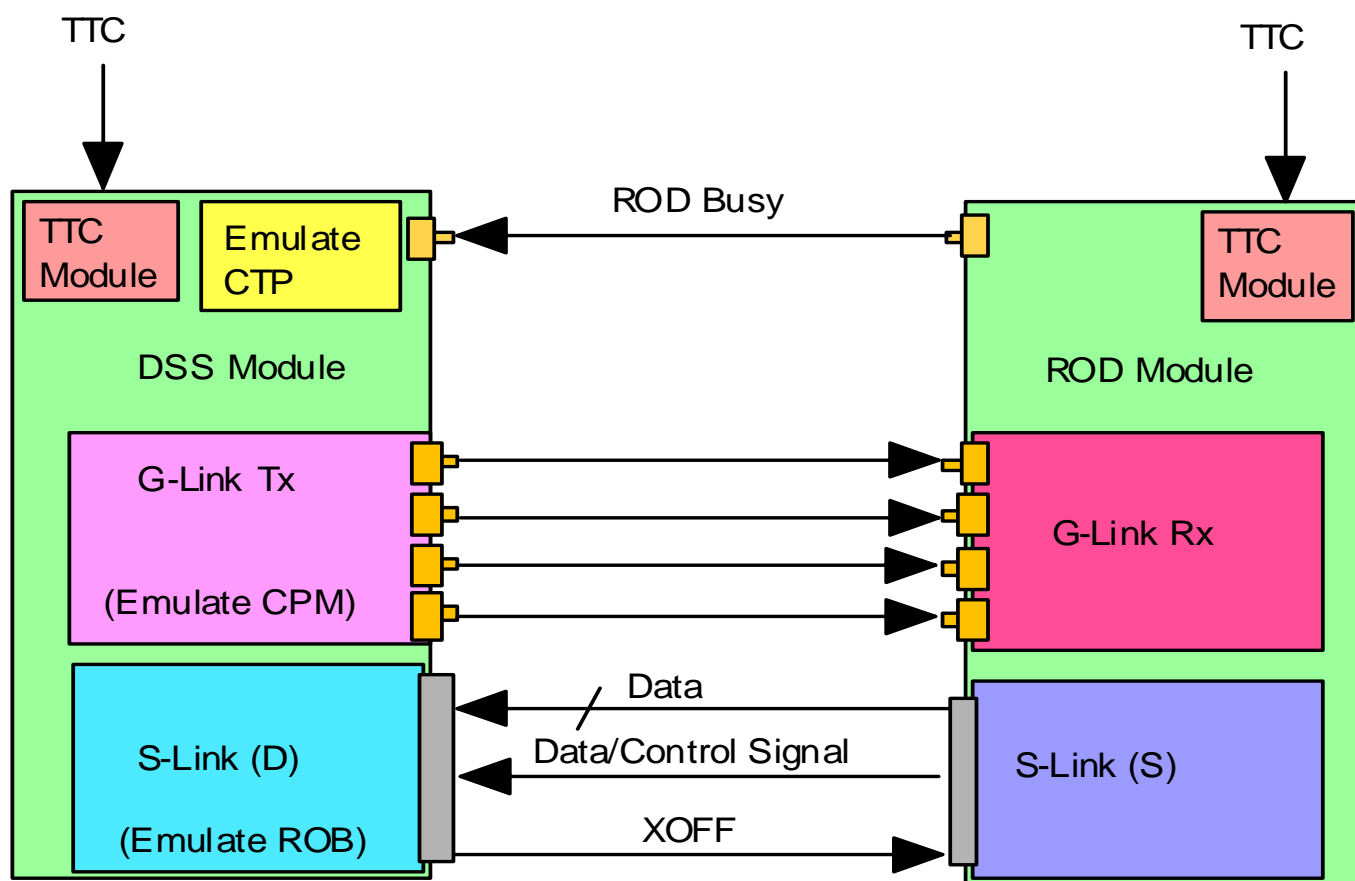 TTC
TTC
ROD Busy
TTC
Module
Emulate
CTP
TTC
Module
DSS Module
ROD Module
G-Link Tx
(Emulate CPM)
G-Link Rx
Data
Data/Control Signal
S-Link (D)
S-Link (S)
(Emulate ROB)
XOFF